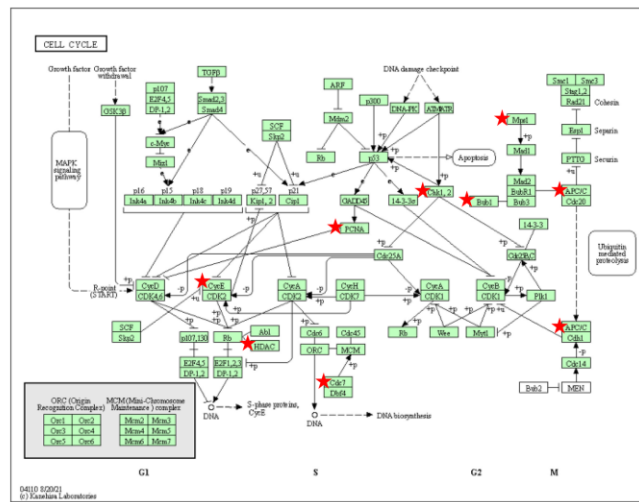 CELL CYCLE
Growth factor
Growth factor
withdrawal
GSK3β
MAPK
signaling
pathway
R-point
(START)
p107
E2F4,5
DP-1,2
TGFβ
Smad2,3
Smad4
c-Myc
Miz1
SCF
Skp2
ARF
Mdm2
p300
DNA damage checkpoint
DNA-PK
ATM/ATR
Rb
p53
Apoptosis
Mps1
Mad1
Mad2
BubR1
Bub3
Bub1
Smc1
Smc3
Stag1,2
Rad21
Cohesin
Esp1
Separin
PTTG
Securin
APC/C
Cdc20
p16
p15
p18
p19
Ink4a
Ink4b
Ink4c
Ink4d
p27,57
Kip1, 2
p21
Cip1
GADD45
14-3-3σ
Chk1, 2
PCNA
14-3-3
Cdc25A
Ubiquitin
mediated
proteolysis
CycD
CDK4,6
CycE
CDK2
CycA
CDK2
CycH
CDK7
CycA
CDK1
CycB
CDK1
Plk1
SCF
Skp2
p107,130
E2F4,5
DP-1,2
Rb
Abl
HDAC
E2F1,2,3
DP-1,2
Cdc6
ORC
Cdc45
MCM
Cdc7
Dbf4
Rb
Wee
Myt1
APC/C
Cdh1
Cdc14
Bub2
MEN
DNA
S-phase proteins,
CycE
DNA
DNA biosynthesis
ORC (Origin
Recognition Complex)
MCM (Mini-Chromosome
Maintenance ) complex
Orc1
Orc2
Orc3
Orc4
Orc5
Orc6
Mcm2
Mcm3
Mcm4
Mcm5
Mcm6
Mcm7
G1
S
G2
M
04110 8/20/21
(c) Kanehisa Laboratories